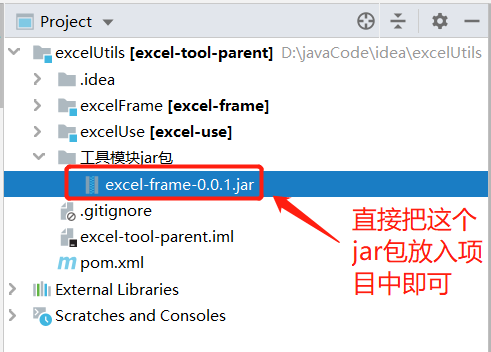 Project
excelUtils [excel-tool-parent] D:\javaCode\idea\excelUtils
.idea
excelFrame [excel-frame]
excelUse [excel-use]
工具模块jar包
excel-frame-0.0.1.jar
.gitignore
excel-tool-parent.iml
pom.xml
External Libraries
Scratches and Consoles
直接把这个
jar包放入项
目中即可